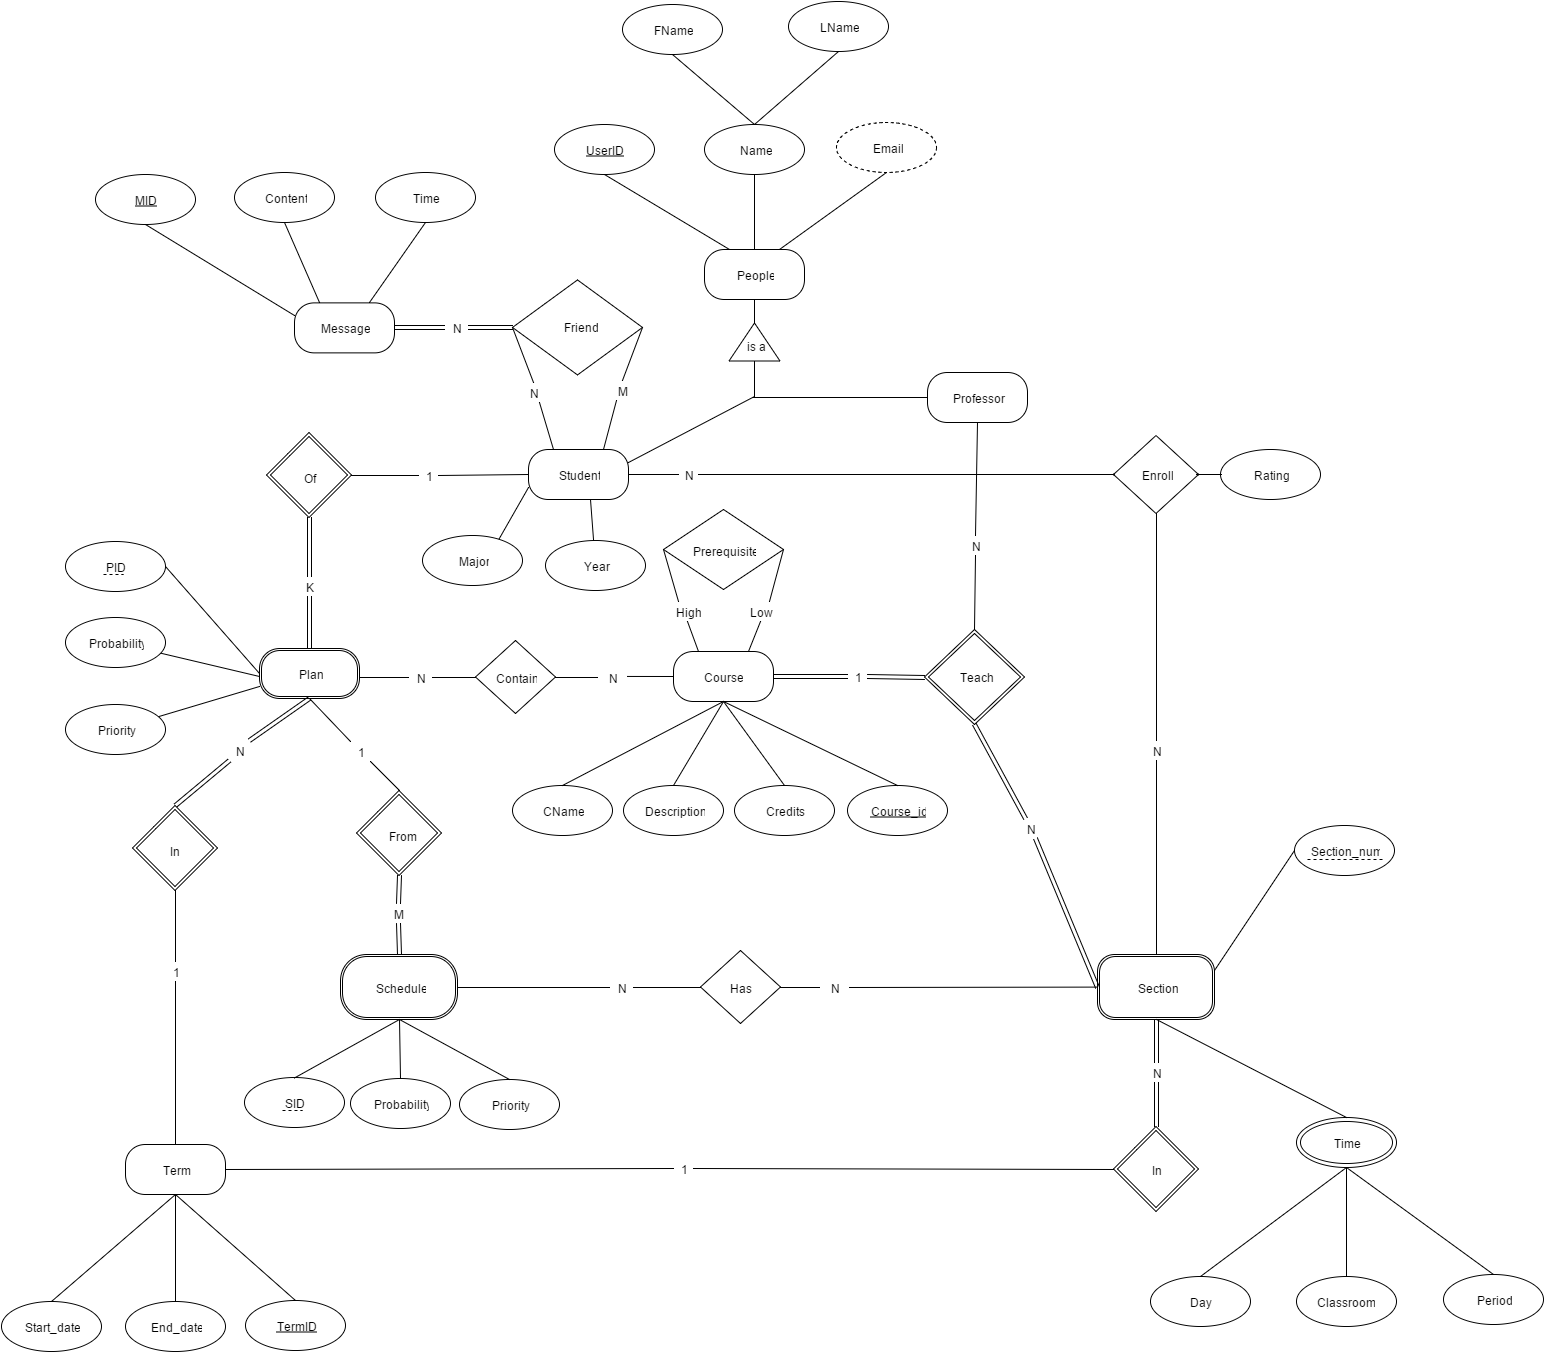 FName
LName
UserID
Name
Email
MID
Content
Time
People
Message
N
Friend
is a
N
M
Professor
Of
1
Student
N
Enroll
Rating
Major
Year
Prerequisite
N
PID
K
High
Low
Probability
Plan
N
Contain
N
Course
1
Teach
Priority
N
1
N
CName
Description
Credits
Course_id
In
From
N
Section_num
M
1
Schedule
N
Has
N
Section
N
SID
Probability
Priority
Time
Term
1
In
Day
Classroom
Period
Start_date
End_date
TermID